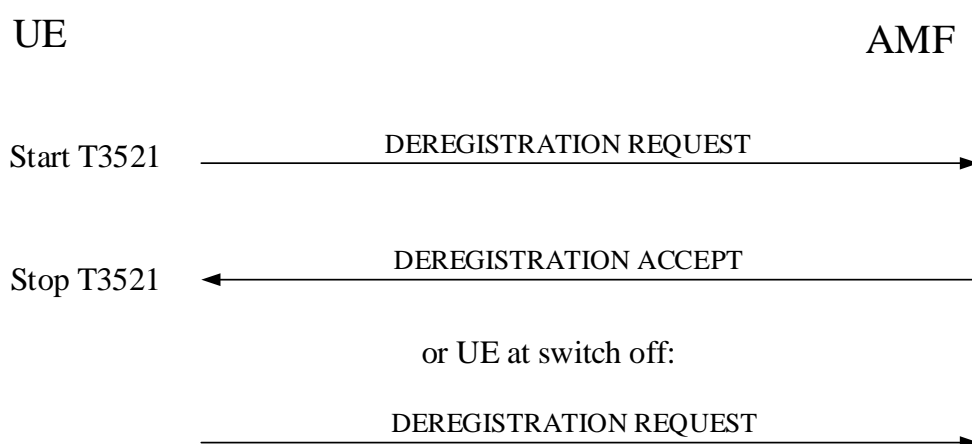 UE
AMF
Start T3521
DEREGISTRATION REQUEST
Stop T3521
DEREGISTRATION ACCEPT
or UE at switch off:
DEREGISTRATION REQUEST